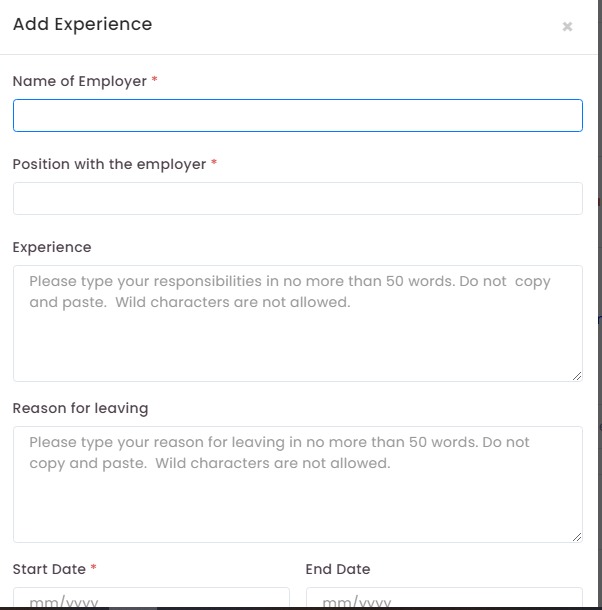 Add Experience ×
Name of Employer *
Position with the employer *
Experience
Please type your responsibilities in no more than 50 words. Do not  copy
and paste.  Wild characters are not allowed.
Reason for leaving
Please type your reason for leaving in no more than 50 words. Do not
copy and paste.  Wild characters are not allowed.
Start Date * End Date
mm/yyyy mm/yyyy